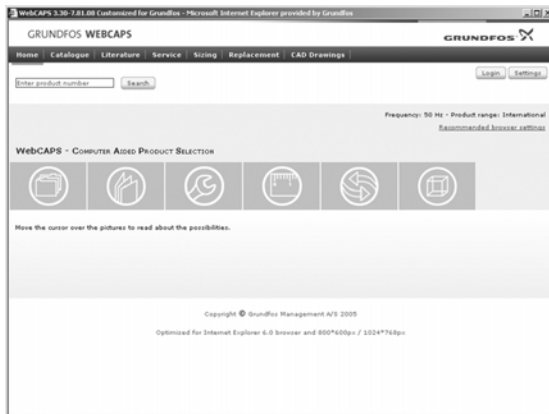 WebCAPS 3.30-7.01.08 Customized for Grundfos - Microsoft Internet Explorer provided by Grundfos
GRUNDFOS WEBCAPS
GRUNDFOS
Home Catalogue Literature Service Sizing Replacement CAD Drawings
Login Settings
Enter product number Search
Frequency: 50 Hz - Product range: International
Recommended browser settings
WebCAPS - Computer Aided Product Selection
Move the cursor over the pictures to read about the possibilities.
Copyright © Grundfos Management A/S 2005
Optimized for Internet Explorer 6.0 browser and 800*600px / 1024*768px